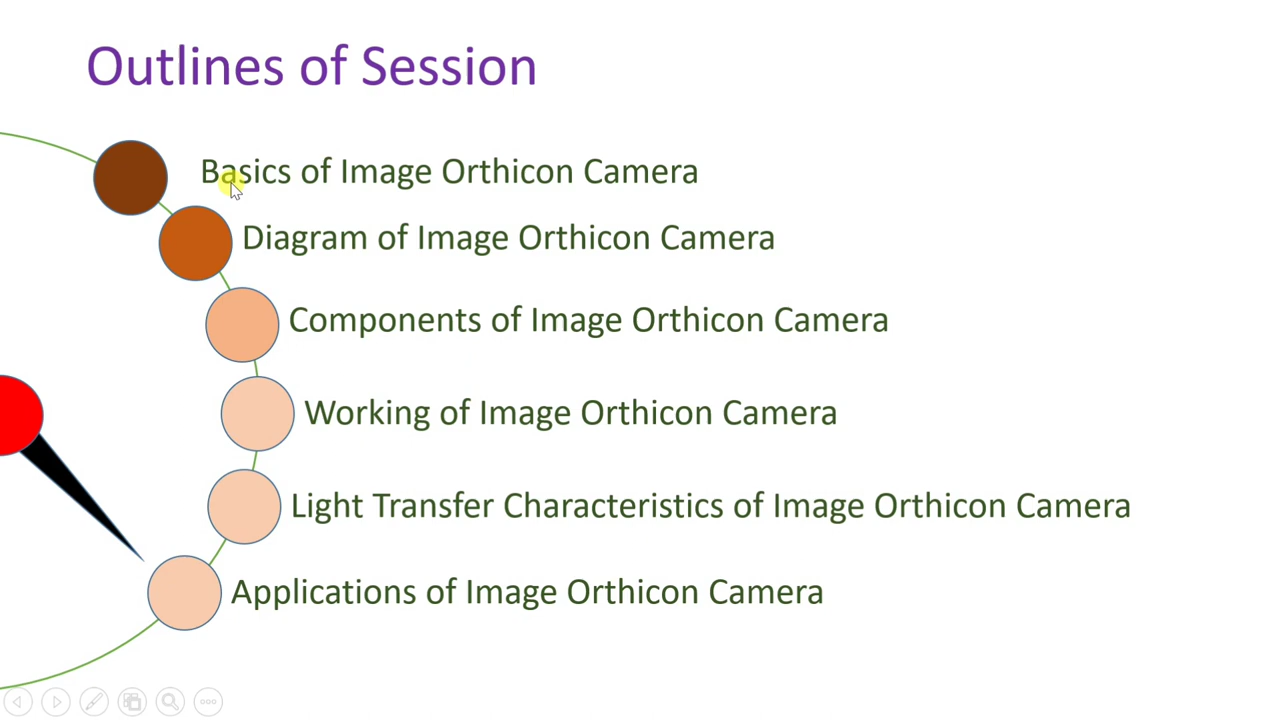 Outlines of Session
Basics of Image Orthicon Camera
Diagram of Image Orthicon Camera
Components of Image Orthicon Camera
Working of Image Orthicon Camera
Light Transfer Characteristics of Image Orthicon Camera
Applications of Image Orthicon Camera